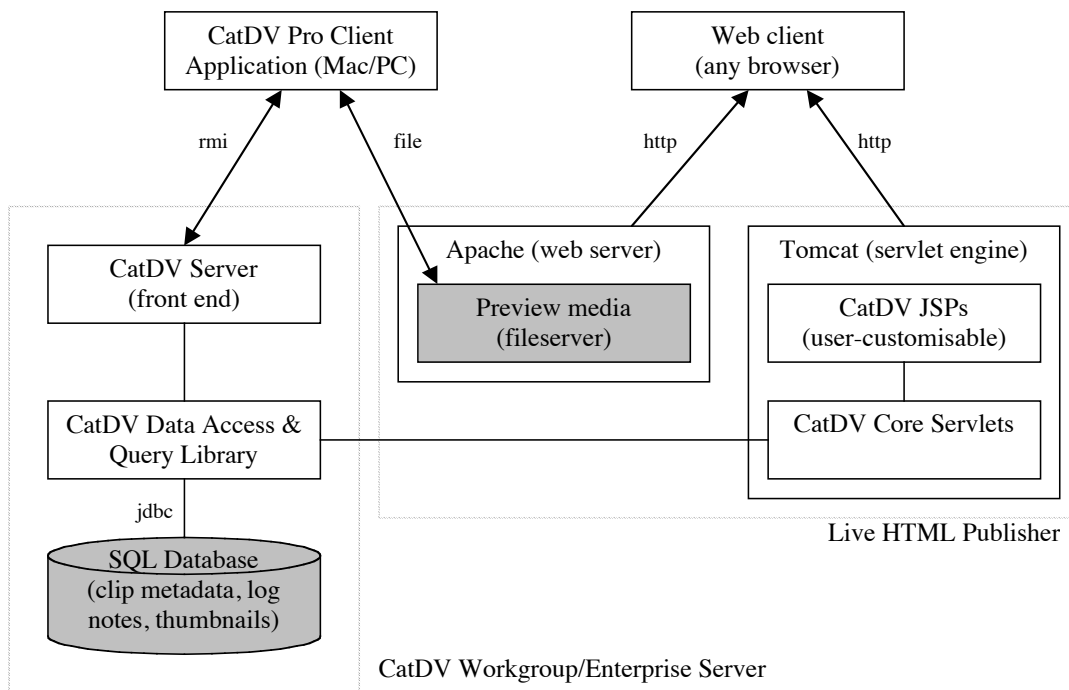 CatDV Pro Client
Application (Mac/PC)
Web client
(any browser)
rmi
file
http
http
CatDV Server
(front end)
Apache (web server)
Preview media
(fileserver)
Tomcat (servlet engine)
CatDV JSPs
(user-customisable)
CatDV Data Access &
Query Library
CatDV Core Servlets
jdbc
Live HTML Publisher
SQL Database
(clip metadata, log
notes, thumbnails)
CatDV Workgroup/Enterprise Server